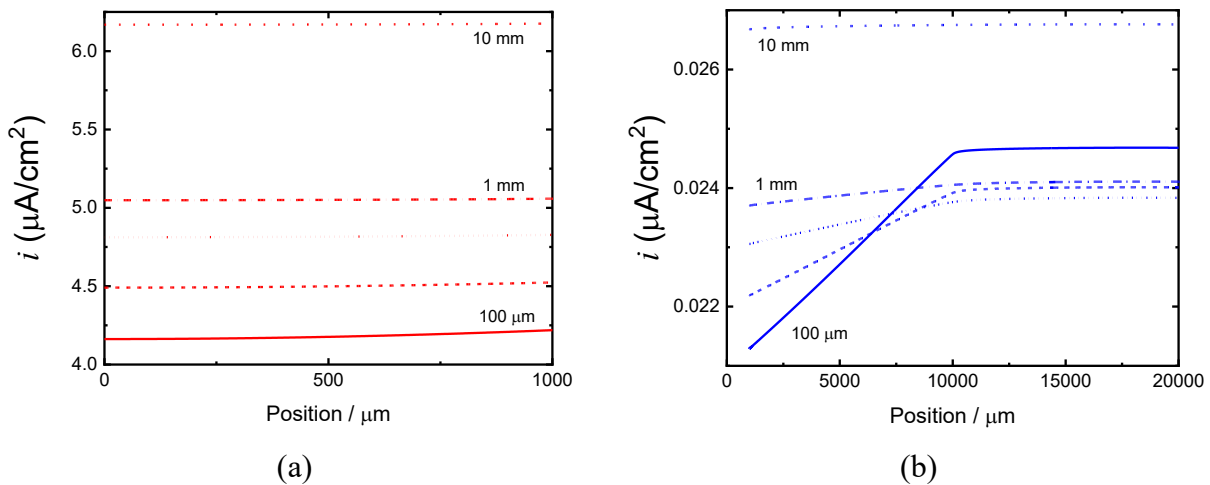 6.0
5.5
5.0
4.5
4.0
0
500
1000
i (μA/cm²)
Position / μm
10 mm
1 mm
100 μm
(a)
0.026
0.024
0.022
0
5000
10000
15000
20000
i (μA/cm²)
Position / μm
10 mm
1 mm
100 μm
(b)